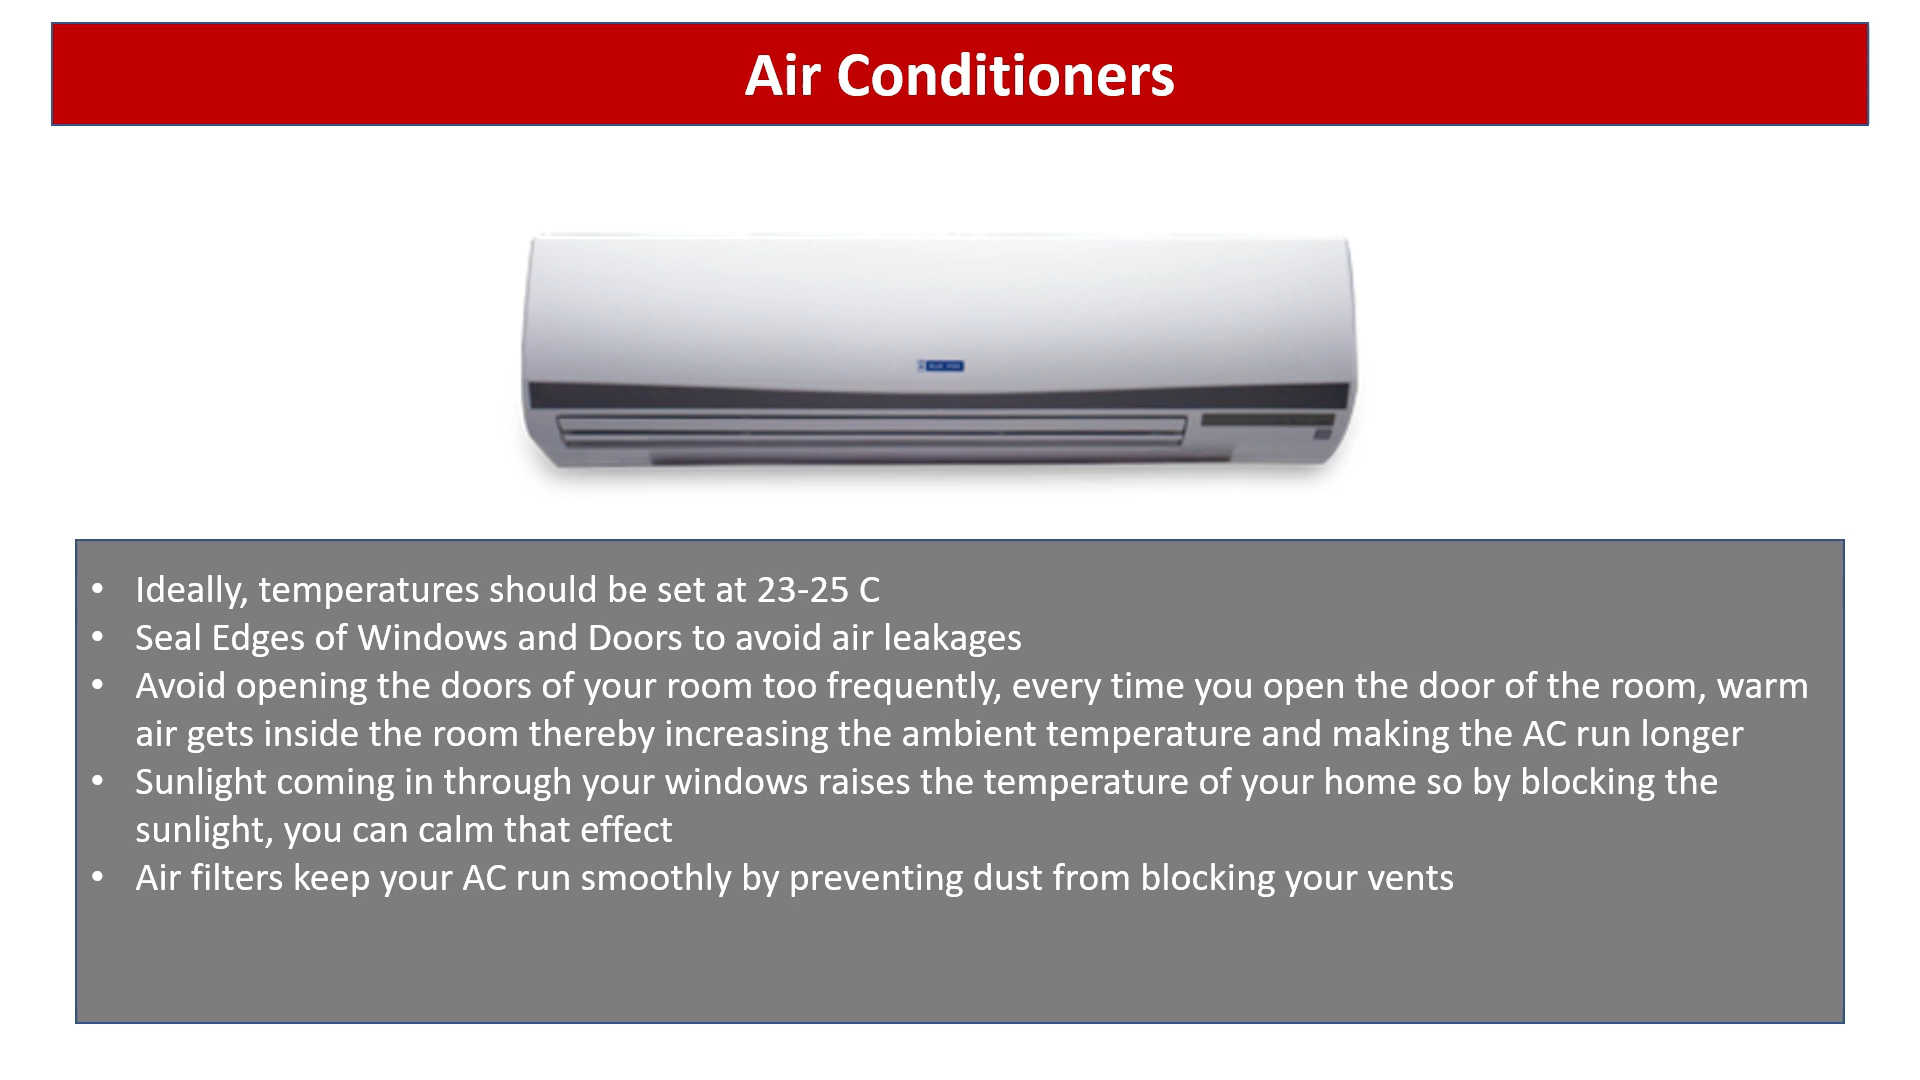 Air Conditioners
• Ideally, temperatures should be set at 23-25 C
• Seal Edges of Windows and Doors to avoid air leakages
• Avoid opening the doors of your room too frequently, every time you open the door of the room, warm
air gets inside the room thereby increasing the ambient temperature and making the AC run longer
• Sunlight coming in through your windows raises the temperature of your home so by blocking the
sunlight, you can calm that effect
• Air filters keep your AC run smoothly by preventing dust from blocking your vents